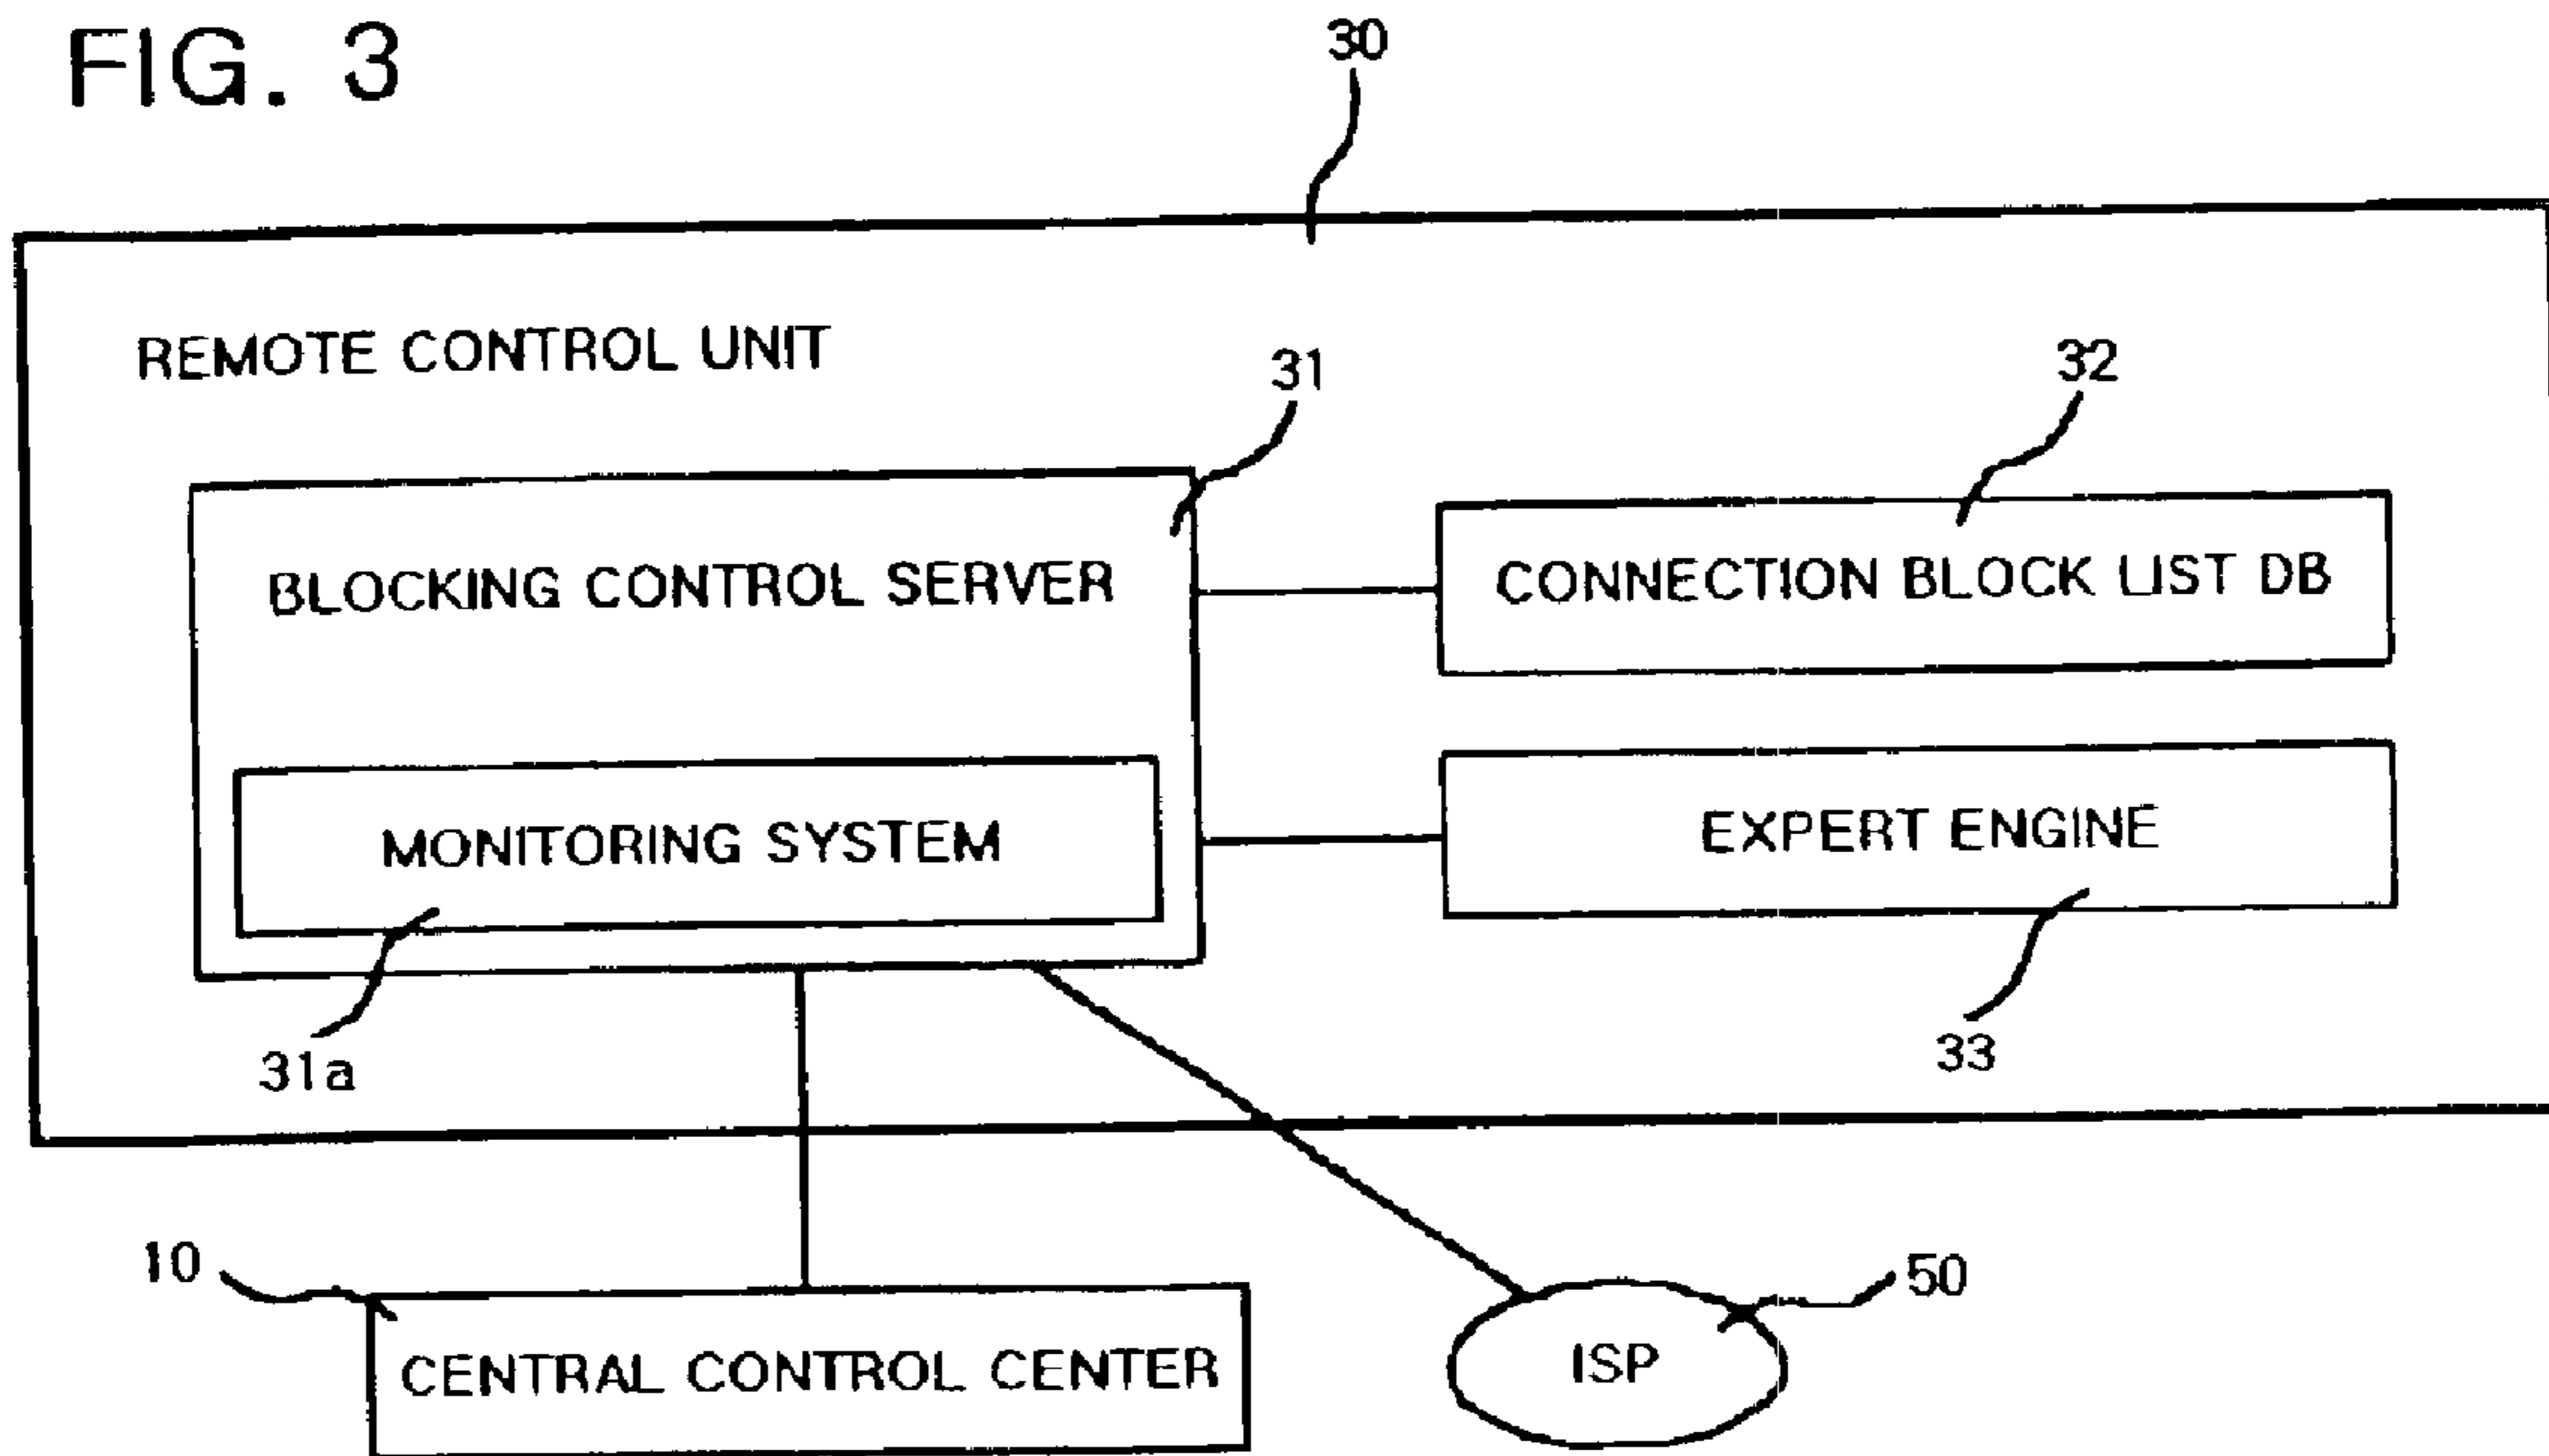 FIG. 3
30
REMOTE CONTROL UNIT
31
32
BLOCKING CONTROL SERVER
CONNECTION BLOCK LIST DB
MONITORING SYSTEM
EXPERT ENGINE
31a
33
10
50
CENTRAL CONTROL CENTER
ISP